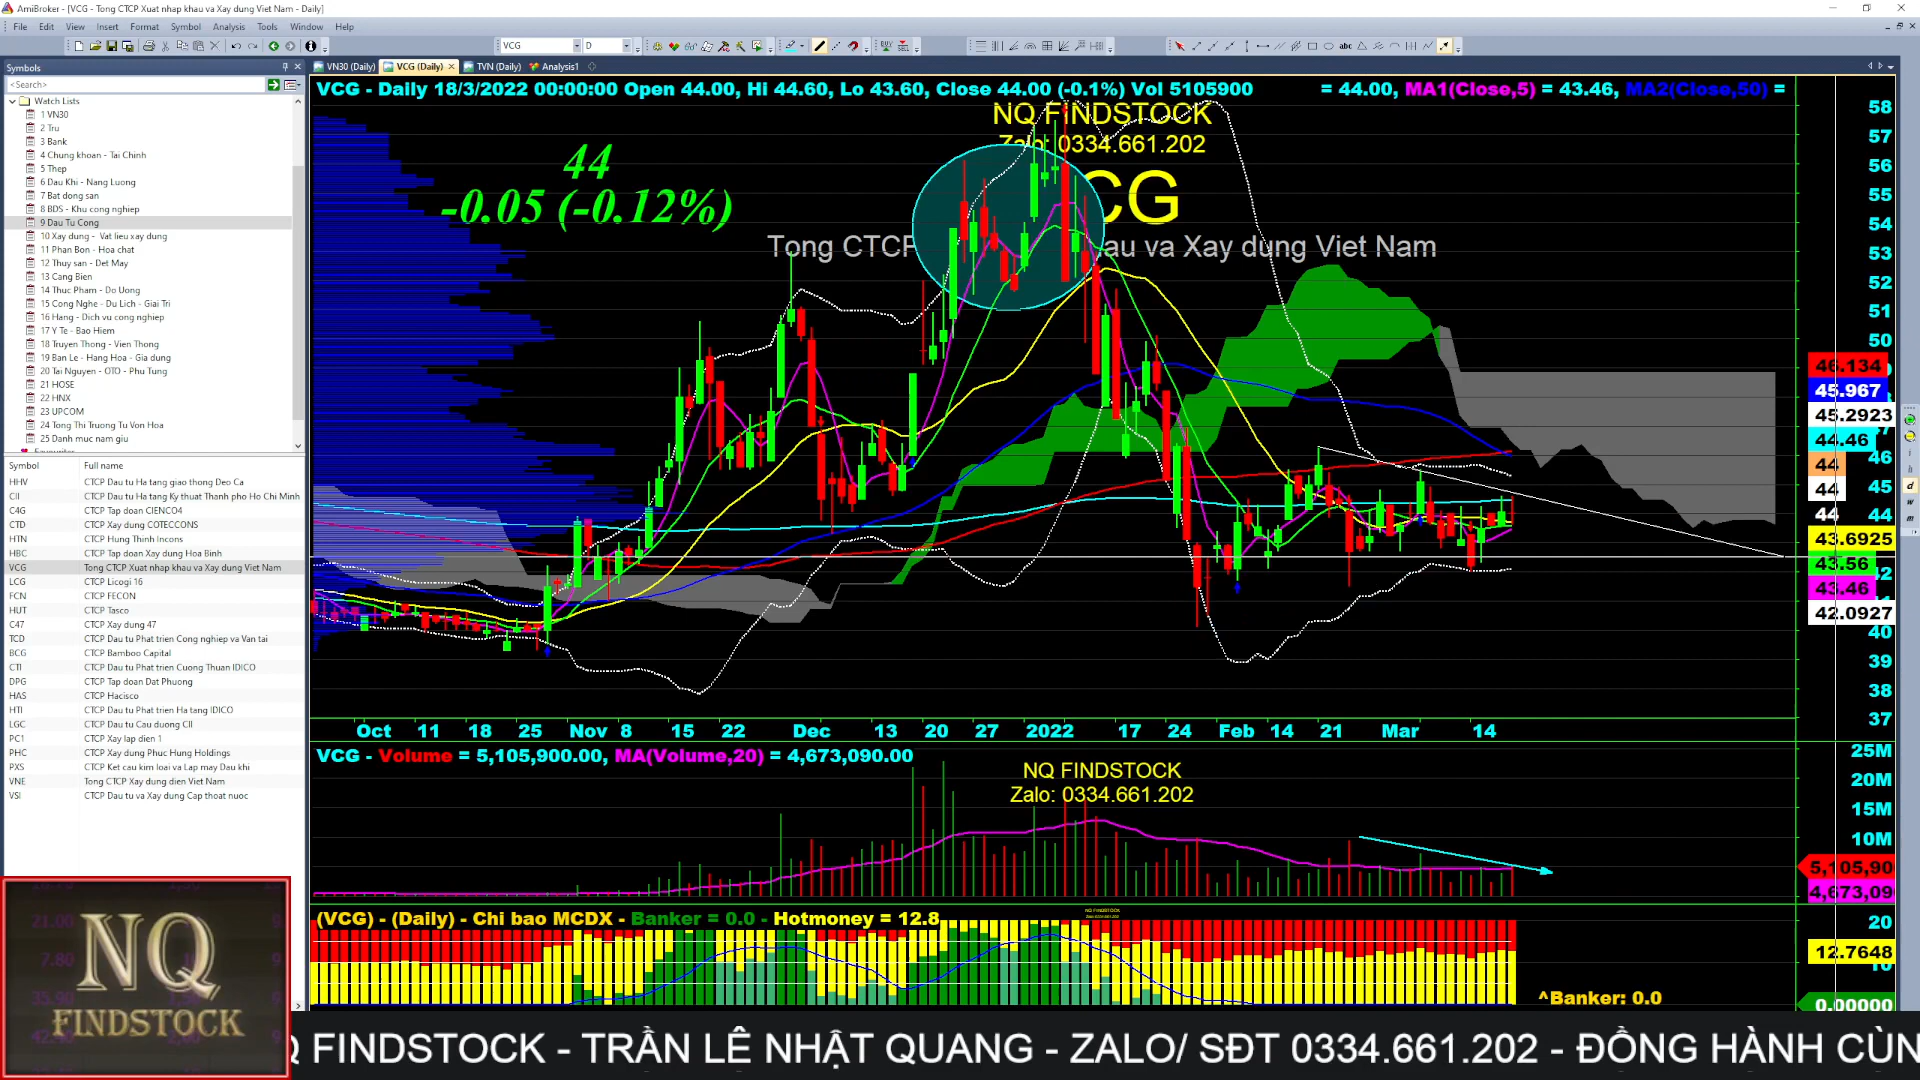 AmiBroker - [VCG - Tong CTCP Xuat nhap khau va Xay dung Viet Nam - Daily]
File Edit View Insert Format Symbol Analysis Tools Window Help
VCG D
Symbols
VN30 (Daily) VCG (Daily) TVN (Daily) Analysis1
<Search>
Watch Lists
1 VN30
2 Tru
3 Bank
4 Chung khoan - Tai Chinh
5 Thep
6 Dau Khi - Nang Luong
7 Bat dong san
8 BDS - Khu cong nghiep
9 Dau Tu Cong
10 Xay dung - Vat lieu xay dung
11 Phan Bon - Hoa chat
12 Thuy san - Det May
13 Cang Bien
14 Thuc Pham - Do Uong
15 Cong Nghe - Du Lich - Giai Tri
16 Hang - Dich vu cong nghiep
17 Y Te - Bao Hiem
18 Truyen Thong - Vien Thong
19 Ban Le - Hang Hoa - Gia dung
20 Tai Nguyen - OTO - Phu Tung
21 HOSE
22 HNX
23 UPCOM
24 Tong Thi Truong Tu Von Hoa
25 Danh muc nam giu
Symbol Full name
HHV CTCP Dau tu Ha tang giao thong Deo Ca
CII CTCP Dau tu Ha tang Ky thuat Thanh pho Ho Chi Minh
C4G CTCP Tap doan CIENCO4
CTD CTCP Xay dung COTECCONS
HTN CTCP Hung Thinh Incons
HBC CTCP Tap doan Xay dung Hoa Binh
VCG Tong CTCP Xuat nhap khau va Xay dung Viet Nam
LCG CTCP Licogi 16
FCN CTCP FECON
HUT CTCP Tasco
C47 CTCP Xay dung 47
TCD CTCP Dau tu Phat trien Cong nghiep va Van tai
BCG CTCP Bamboo Capital
CTI CTCP Dau tu Phat trien Cuong Thuan IDICO
DPG CTCP Tap doan Dat Phuong
HAS CTCP Hacisco
HTI CTCP Dau tu Phat trien Ha tang IDICO
LGC CTCP Dau tu Cau duong CII
PC1 CTCP Xay lap dien 1
PHC CTCP Xay dung Phuc Hung Holdings
PXS CTCP Ket cau kim loai va Lap may Dau khi
VNE Tong CTCP Xay dung dien Viet Nam
VSI CTCP Dau tu va Xay dung Cap thoat nuoc
VCG - Daily 18/3/2022 00:00:00 Open 44.00, Hi 44.60, Lo 43.60, Close 44.00 (-0.1%) Vol 5105900 = 44.00, MA1(Close,5) = 43.46, MA2(Close,50) =
NQ FINDSTOCK
Zalo: 0334.661.202
44
-0.05 (-0.12%)
CG
Tong CTCP au va Xay dung Viet Nam
58
57
56
55
54
53
52
51
50
46.134
45.967
45.2923
44.46
46
44
45
44
44
44
43.6925
43.56
42
43.46
42.0927
40
39
38
37
Oct 11 18 25 Nov 8 15 22 Dec 13 20 27 2022 17 24 Feb 14 21 Mar 14
VCG - Volume = 5,105,900.00, MA(Volume,20) = 4,673,090.00
NQ FINDSTOCK
Zalo: 0334.661.202
25M
20M
15M
10M
5,105,90
4,673,09
(VCG) - (Daily) - Chi bao MCDX - Banker = 0.0 - Hotmoney = 12.8
20
12.7648
10
^Banker: 0.0
0.00000
NQ
FINDSTOCK
Q FINDSTOCK - TRẦN LÊ NHẬT QUANG - ZALO/ SĐT 0334.661.202 - ĐỒNG HÀNH CÙN